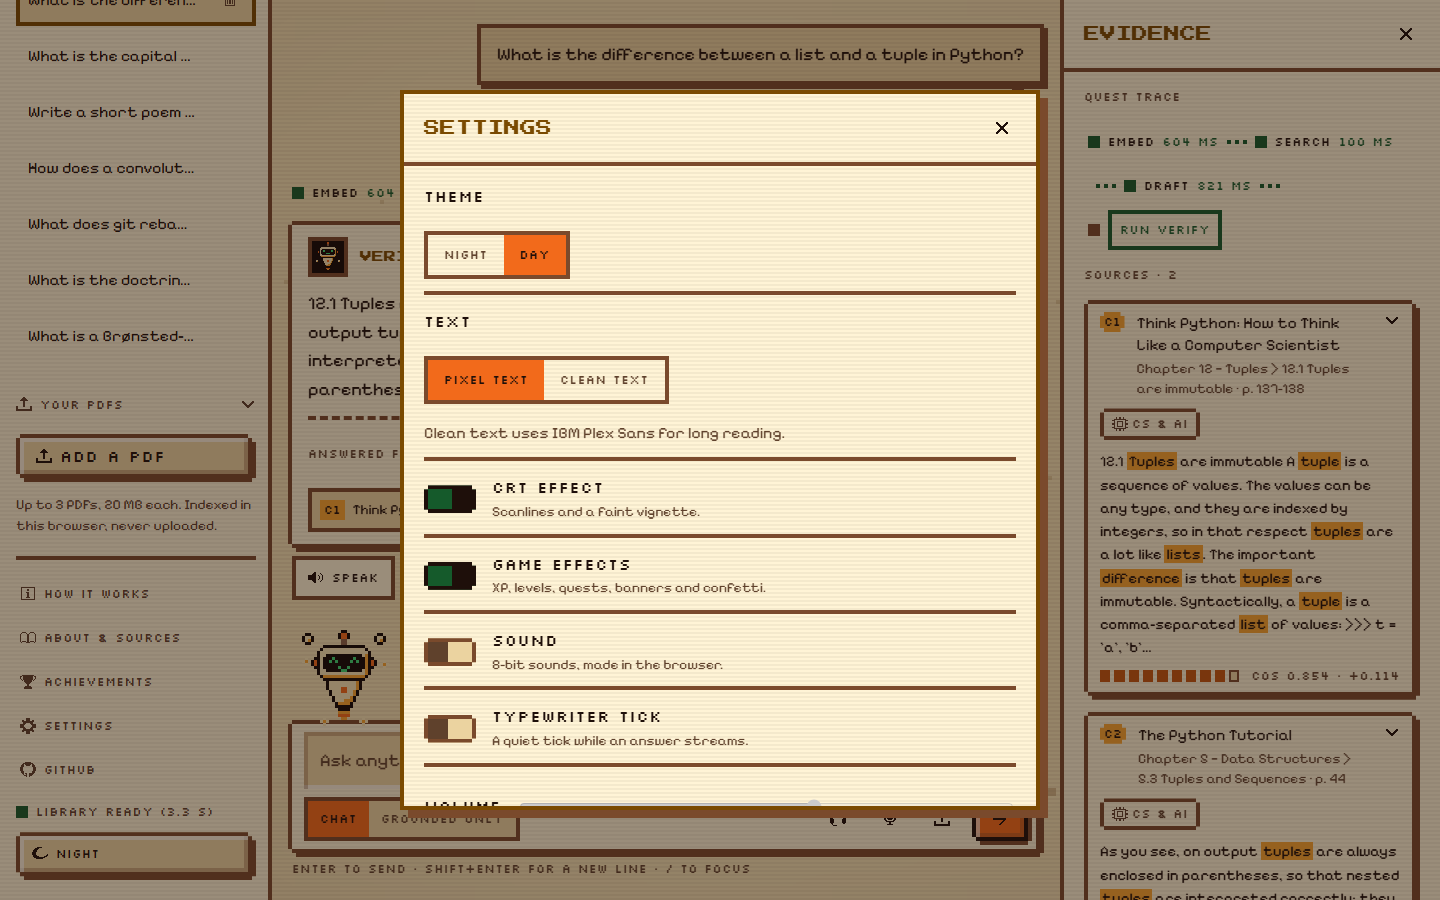 What is the differen...
What is the capital ...
Write a short poem ...
How does a convolut...
What does git reba...
What is the doctrin...
What is a Brønsted-...
YOUR PDFS
ADD A PDF
Up to 3 PDFs, 20 MB each. Indexed in
this browser, never uploaded.
HOW IT WORKS
ABOUT & SOURCES
ACHIEVEMENTS
SETTINGS
GITHUB
LIBRARY READY (3.3 S)
NIGHT
What is the difference between a list and a tuple in Python?
EMBED 604
VERI
12.1 Tuples
output tu
interprete
parenthes
ANSWERED F
C1 Think P
SPEAK
Ask anyt
CHAT GROUNDED ONLY
ENTER TO SEND · SHIFT+ENTER FOR A NEW LINE · / TO FOCUS
SETTINGS
THEME
NIGHT DAY
TEXT
PIXEL TEXT CLEAN TEXT
Clean text uses IBM Plex Sans for long reading.
CRT EFFECT
Scanlines and a faint vignette.
GAME EFFECTS
XP, levels, quests, banners and confetti.
SOUND
8-bit sounds, made in the browser.
TYPEWRITER TICK
A quiet tick while an answer streams.
VOLUME
EVIDENCE
QUEST TRACE
EMBED 604 MS SEARCH 100 MS
DRAFT 821 MS
RUN VERIFY
SOURCES · 2
C1 Think Python: How to Think
Like a Computer Scientist
Chapter 12 - Tuples > 12.1 Tuples
are immutable · p. 137-138
CS & AI
12.1 Tuples are immutable A tuple is a
sequence of values. The values can be
any type, and they are indexed by
integers, so in that respect tuples are
a lot like lists. The important
difference is that tuples are
immutable. Syntactically, a tuple is a
comma-separated list of values: >>> t =
'a', 'b'...
COS 0.854 · +0.114
C2 The Python Tutorial
Chapter 5 - Data Structures >
5.3 Tuples and Sequences · p. 44
CS & AI
As you see, on output tuples are always
enclosed in parentheses, so that nested
tuples are interpreted correctly; they